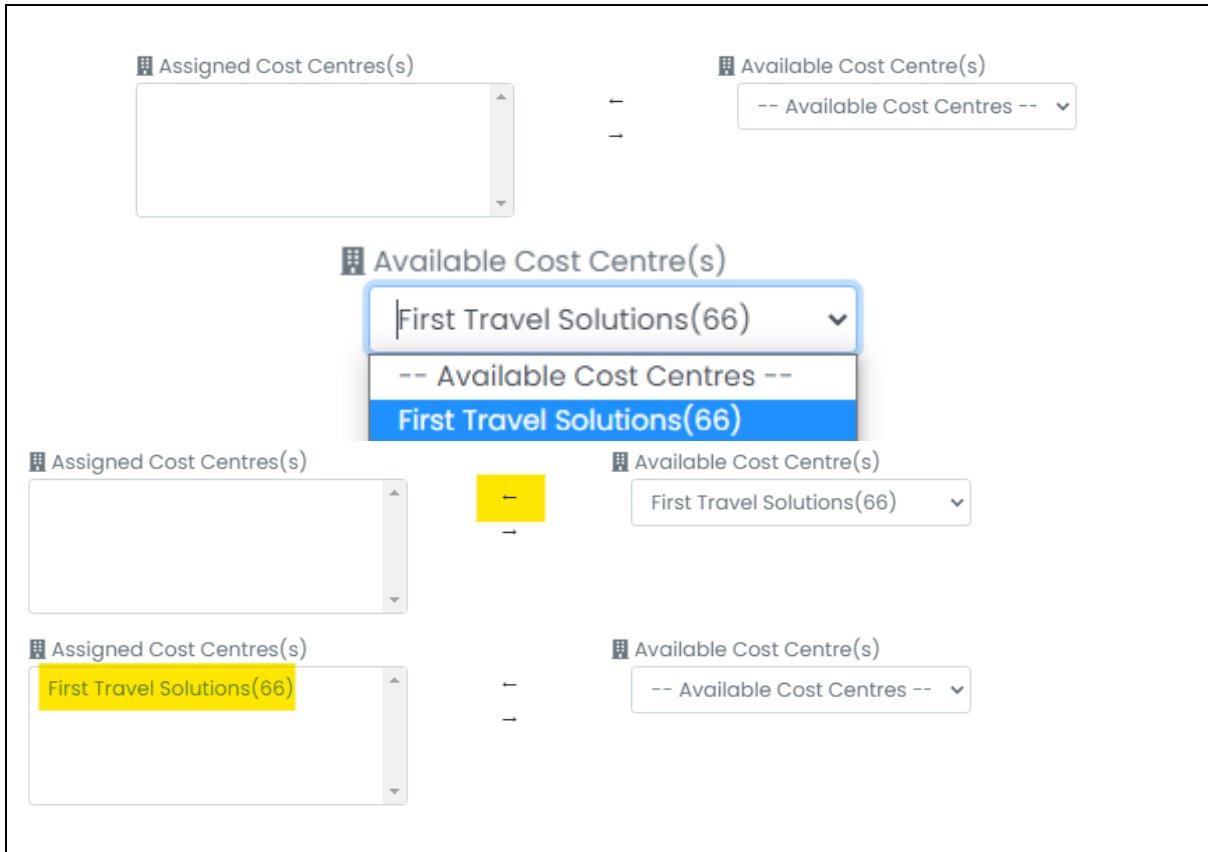 Assigned Cost Centres(s)
Available Cost Centre(s)
←
-- Available Cost Centres --
→
Available Cost Centre(s)
First Travel Solutions(66)
-- Available Cost Centres --
First Travel Solutions(66)
Assigned Cost Centres(s)
Available Cost Centre(s)
←
First Travel Solutions(66)
→
Assigned Cost Centres(s)
Available Cost Centre(s)
First Travel Solutions(66)
←
-- Available Cost Centres --
→